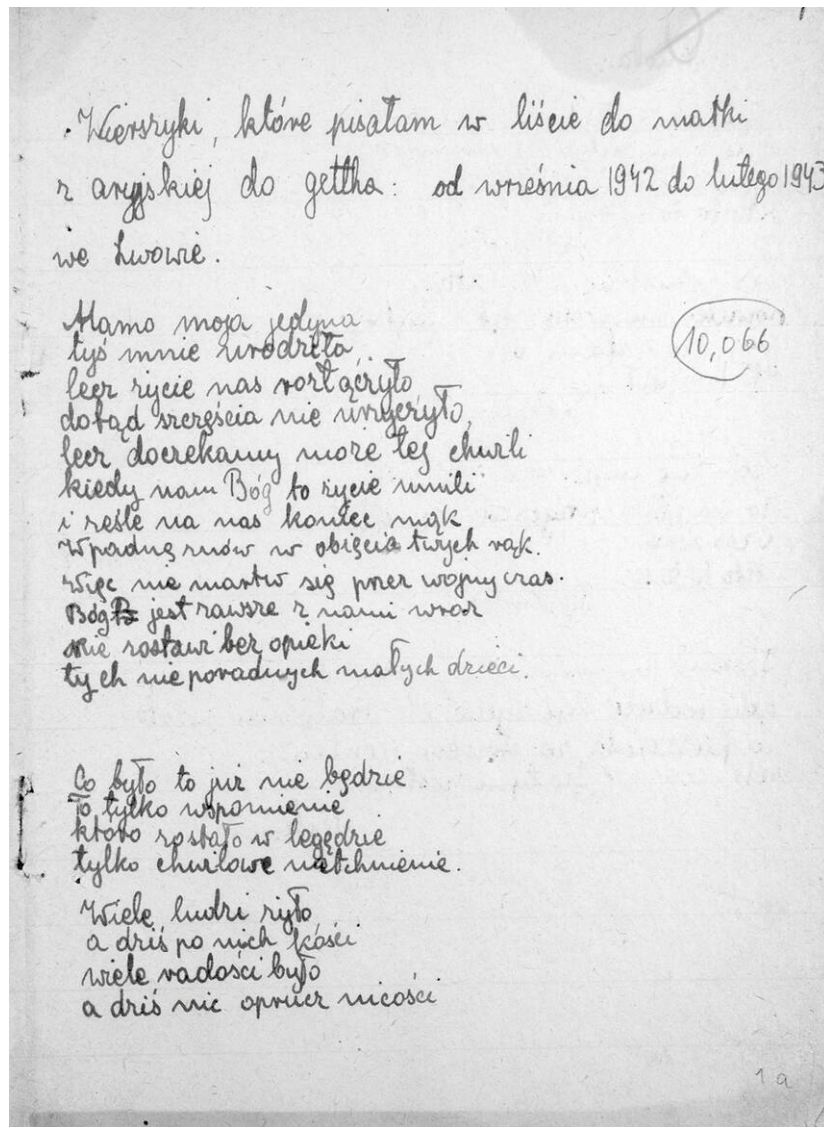 Wierszyki, które pisałam w liście do matki
z aryjskiej do gettha: od września 1942 do lutego 1943
we Lwowie.
Mamo moja jedyna
tyś mnie zrodziła,
lecz życie nas rozłączyło
dotąd szczęścia nie użyczyło,
lecz doczekamy może tej chwili
kiedy nam Bóg to życie umili
i ześle na nas koniec mąk
Wpadnę znów w objęcia twych rąk.
więc nie martw się przez wojny czas.
Bóg jest zawsze z nami wraz
nie zostawi bez opieki
tych nie poradnych małych dzieci.
10,066
Co było to już nie będzie
To tylko wspomnienie
któro zostało w legędzie
tylko chwilowe natchnienie.
Wiele ludzi żyło
a dziś po nich kości
wiele radości było
a dziś nic oprucz nicości
1a